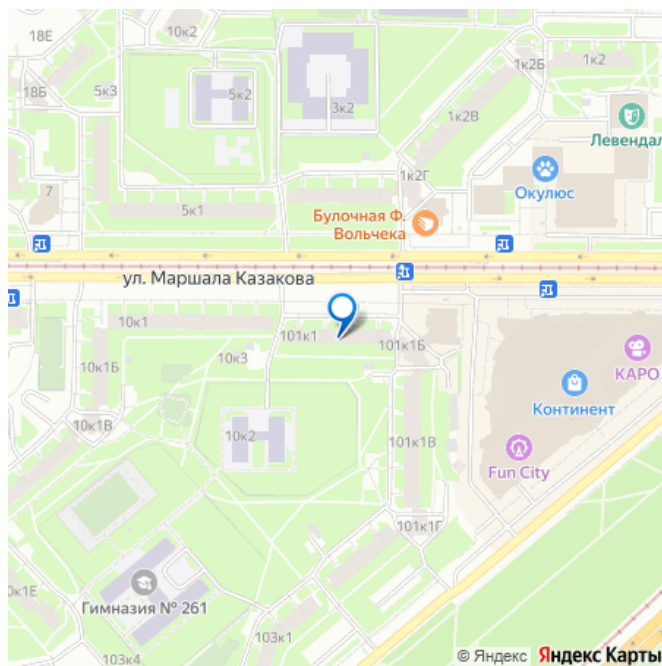 18Е
10к2
1к2Б
1к2
18Б
5к3
5к2
3к2
1к2В
Левендал
7
1к2Г
Окулюс
5к1
Булочная Ф.
Вольчека
ул. Маршала Казакова
10к1
101к1
101к1Б
10к3
КАРО
10к1Б
Континент
10к1В
10к2
101к1В
Fun City
101к1Г
0к1Е
Гимназия № 261
103к1
103к4
© Яндекс Яндекс Карты